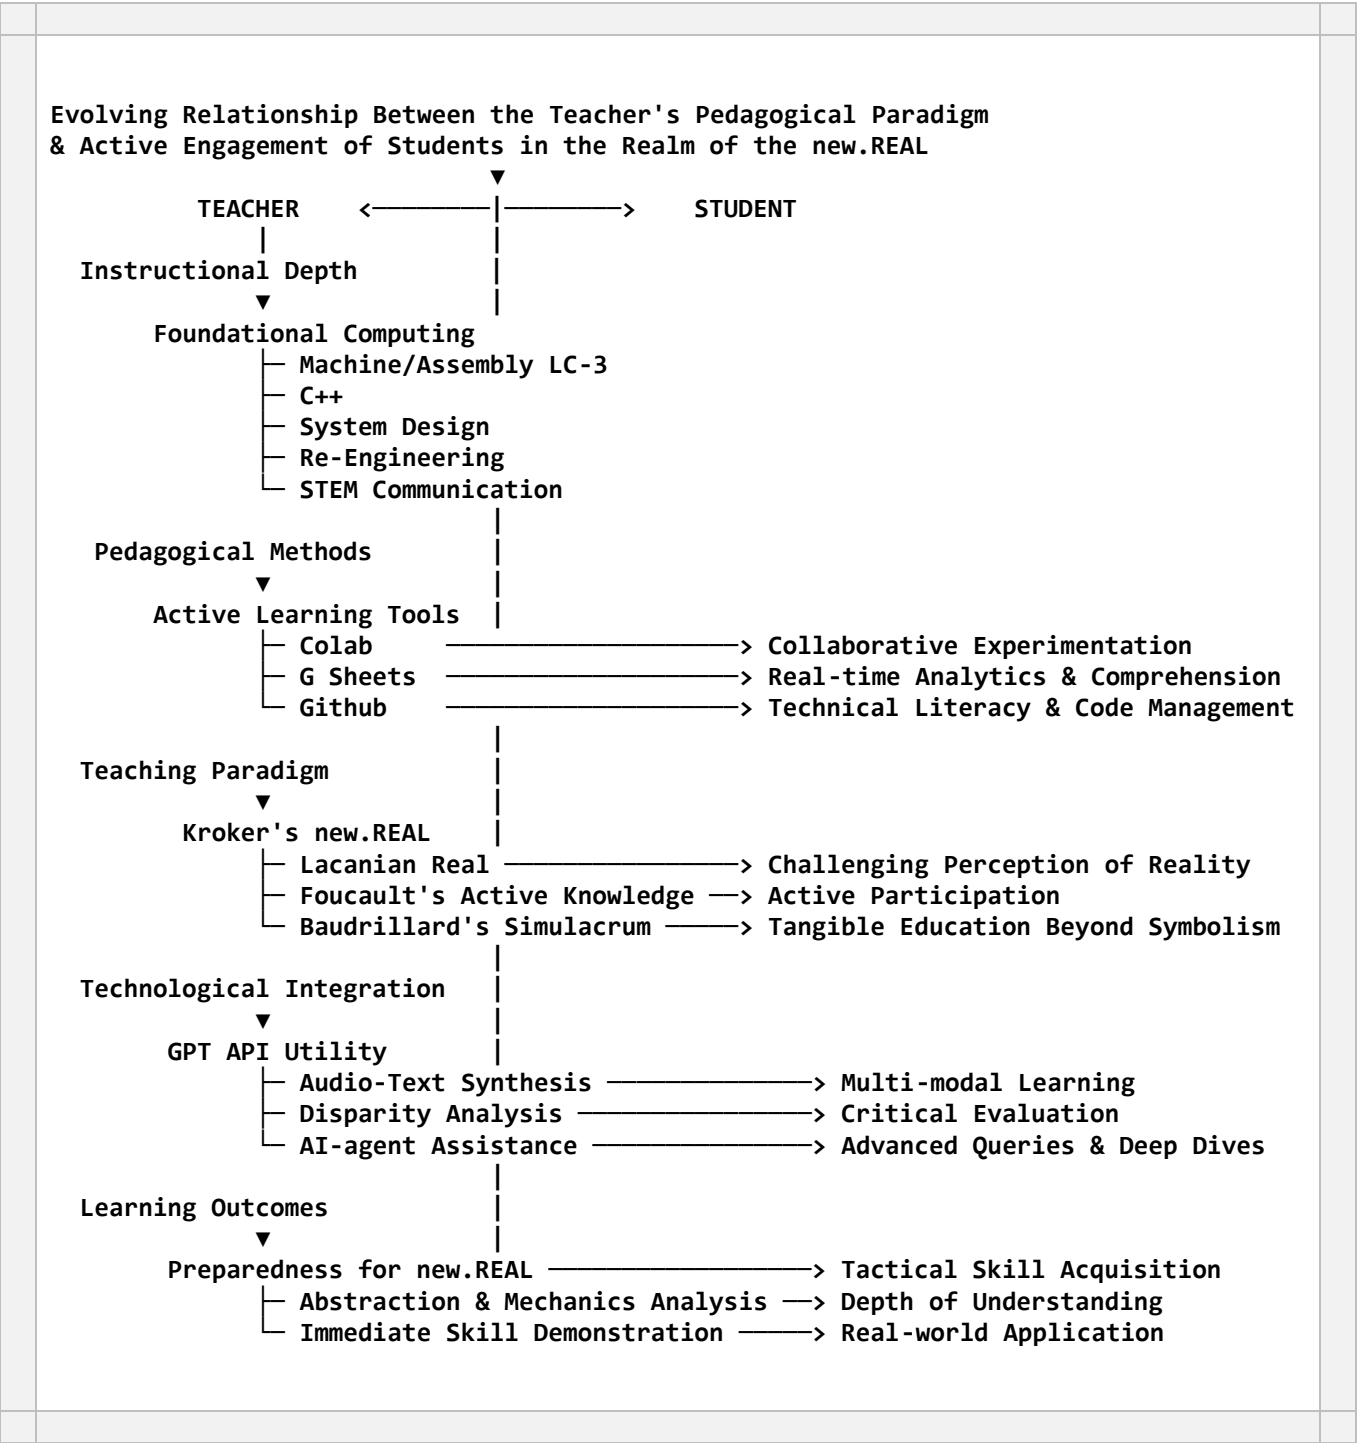 Evolving Relationship Between the Teacher's Pedagogical Paradigm
& Active Engagement of Students in the Realm of the new.REAL
▼
TEACHER <────────|────────> STUDENT
Instructional Depth
▼
Foundational Computing
├─ Machine/Assembly LC-3
├─ C++
├─ System Design
├─ Re-Engineering
└─ STEM Communication
Pedagogical Methods
▼
Active Learning Tools
├─ Colab ────────────────────> Collaborative Experimentation
├─ G Sheets ────────────────────> Real-time Analytics & Comprehension
└─ Github ────────────────────> Technical Literacy & Code Management
Teaching Paradigm
▼
Kroker's new.REAL
├─ Lacanian Real ────────────────> Challenging Perception of Reality
├─ Foucault's Active Knowledge ──> Active Participation
└─ Baudrillard's Simulacrum ─────> Tangible Education Beyond Symbolism
Technological Integration
▼
GPT API Utility
├─ Audio-Text Synthesis ──────────────> Multi-modal Learning
├─ Disparity Analysis ────────────────> Critical Evaluation
└─ AI-agent Assistance ───────────────> Advanced Queries & Deep Dives
Learning Outcomes
▼
Preparedness for new.REAL ──────────────────> Tactical Skill Acquisition
├─ Abstraction & Mechanics Analysis ──> Depth of Understanding
└─ Immediate Skill Demonstration ─────> Real-world Application